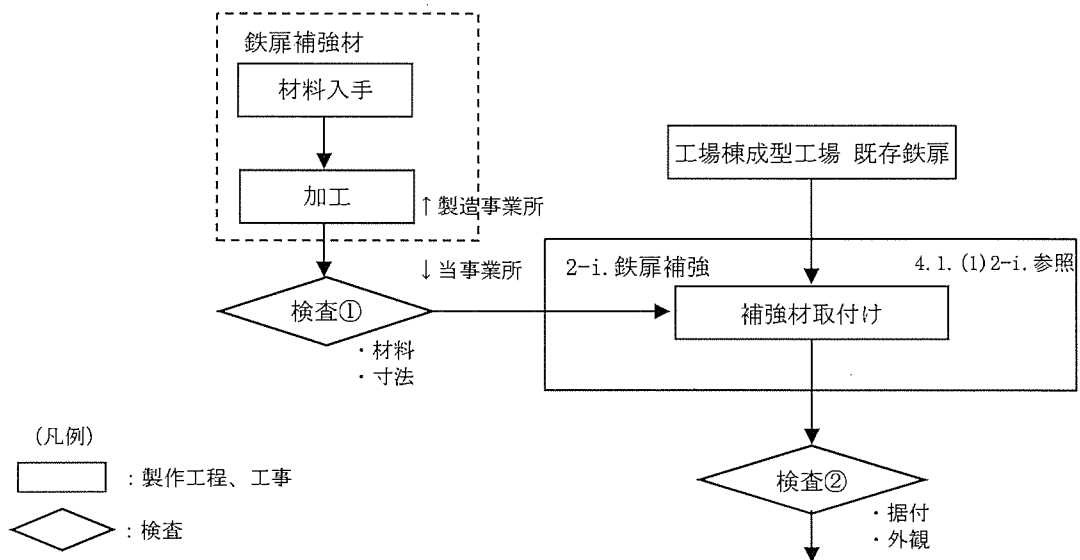 鉄扉補強材
材料入手
加工
↑製造事業所
↓当事業所
検査①
・材料
・寸法
工場棟成型工場 既存鉄扉
2-i.鉄扉補強
4.1.(1)2-i.参照
補強材取付け
検査②
・据付
・外観
(凡例)
：製作工程、工事
：検査